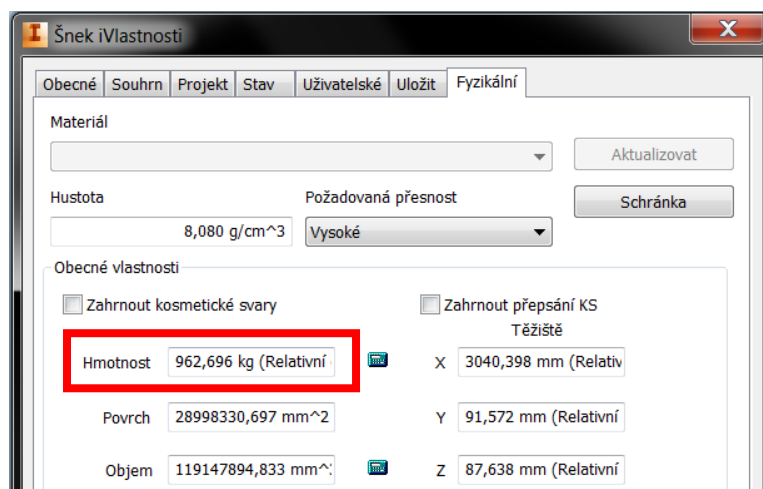 Šnek iVlastnosti
Obecné Souhrn Projekt Stav Uživatelské Uložit Fyzikální
Materiál
Aktualizovat
Hustota Požadovaná přesnost
Schránka
8,080 g/cm^3 Vysoké
Obecné vlastnosti
Zahrnout kosmetické svary Zahrnout přepsání KS
Těžiště
Hmotnost 962,696 kg (Relativní X 3040,398 mm (Relativ
Povrch 28998330,697 mm^2 Y 91,572 mm (Relativní
Objem 119147894,833 mm^ Z 87,638 mm (Relativní